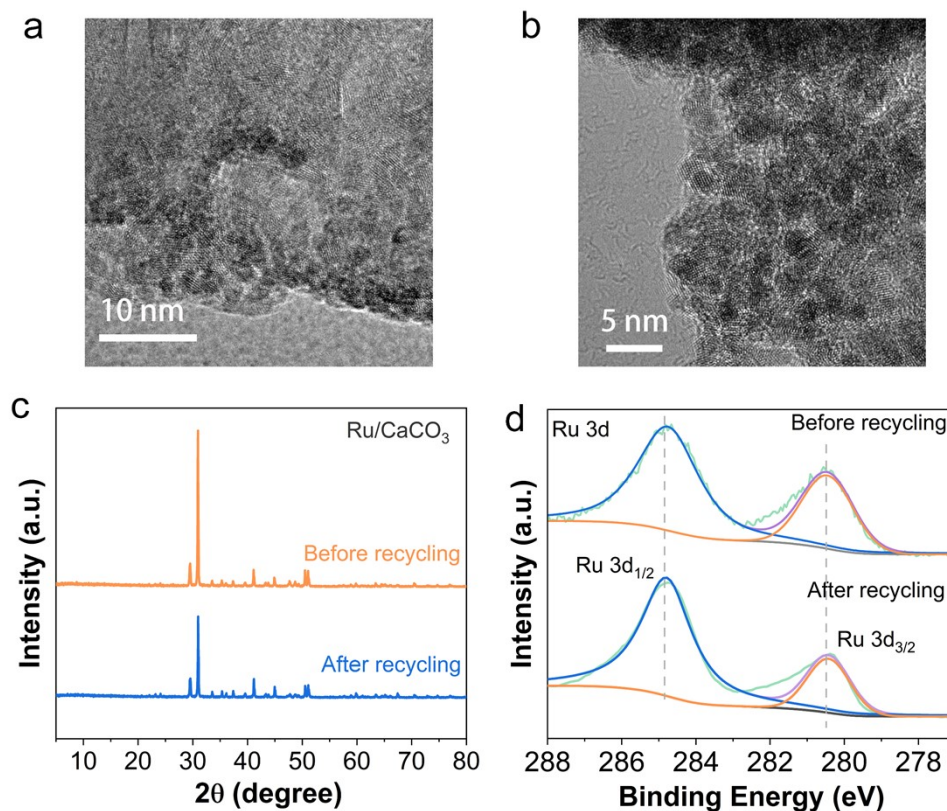 a
b
10 nm
5 nm
c
Ru/CaCO₃
Before recycling
After recycling
Intensity (a.u.)
10 20 30 40 50 60 70 80
2θ (degree)
d
Ru 3d
Before recycling
Ru 3d₁/₂
After recycling
Ru 3d₃/₂
Intensity (a.u.)
288 286 284 282 280 278
Binding Energy (eV)